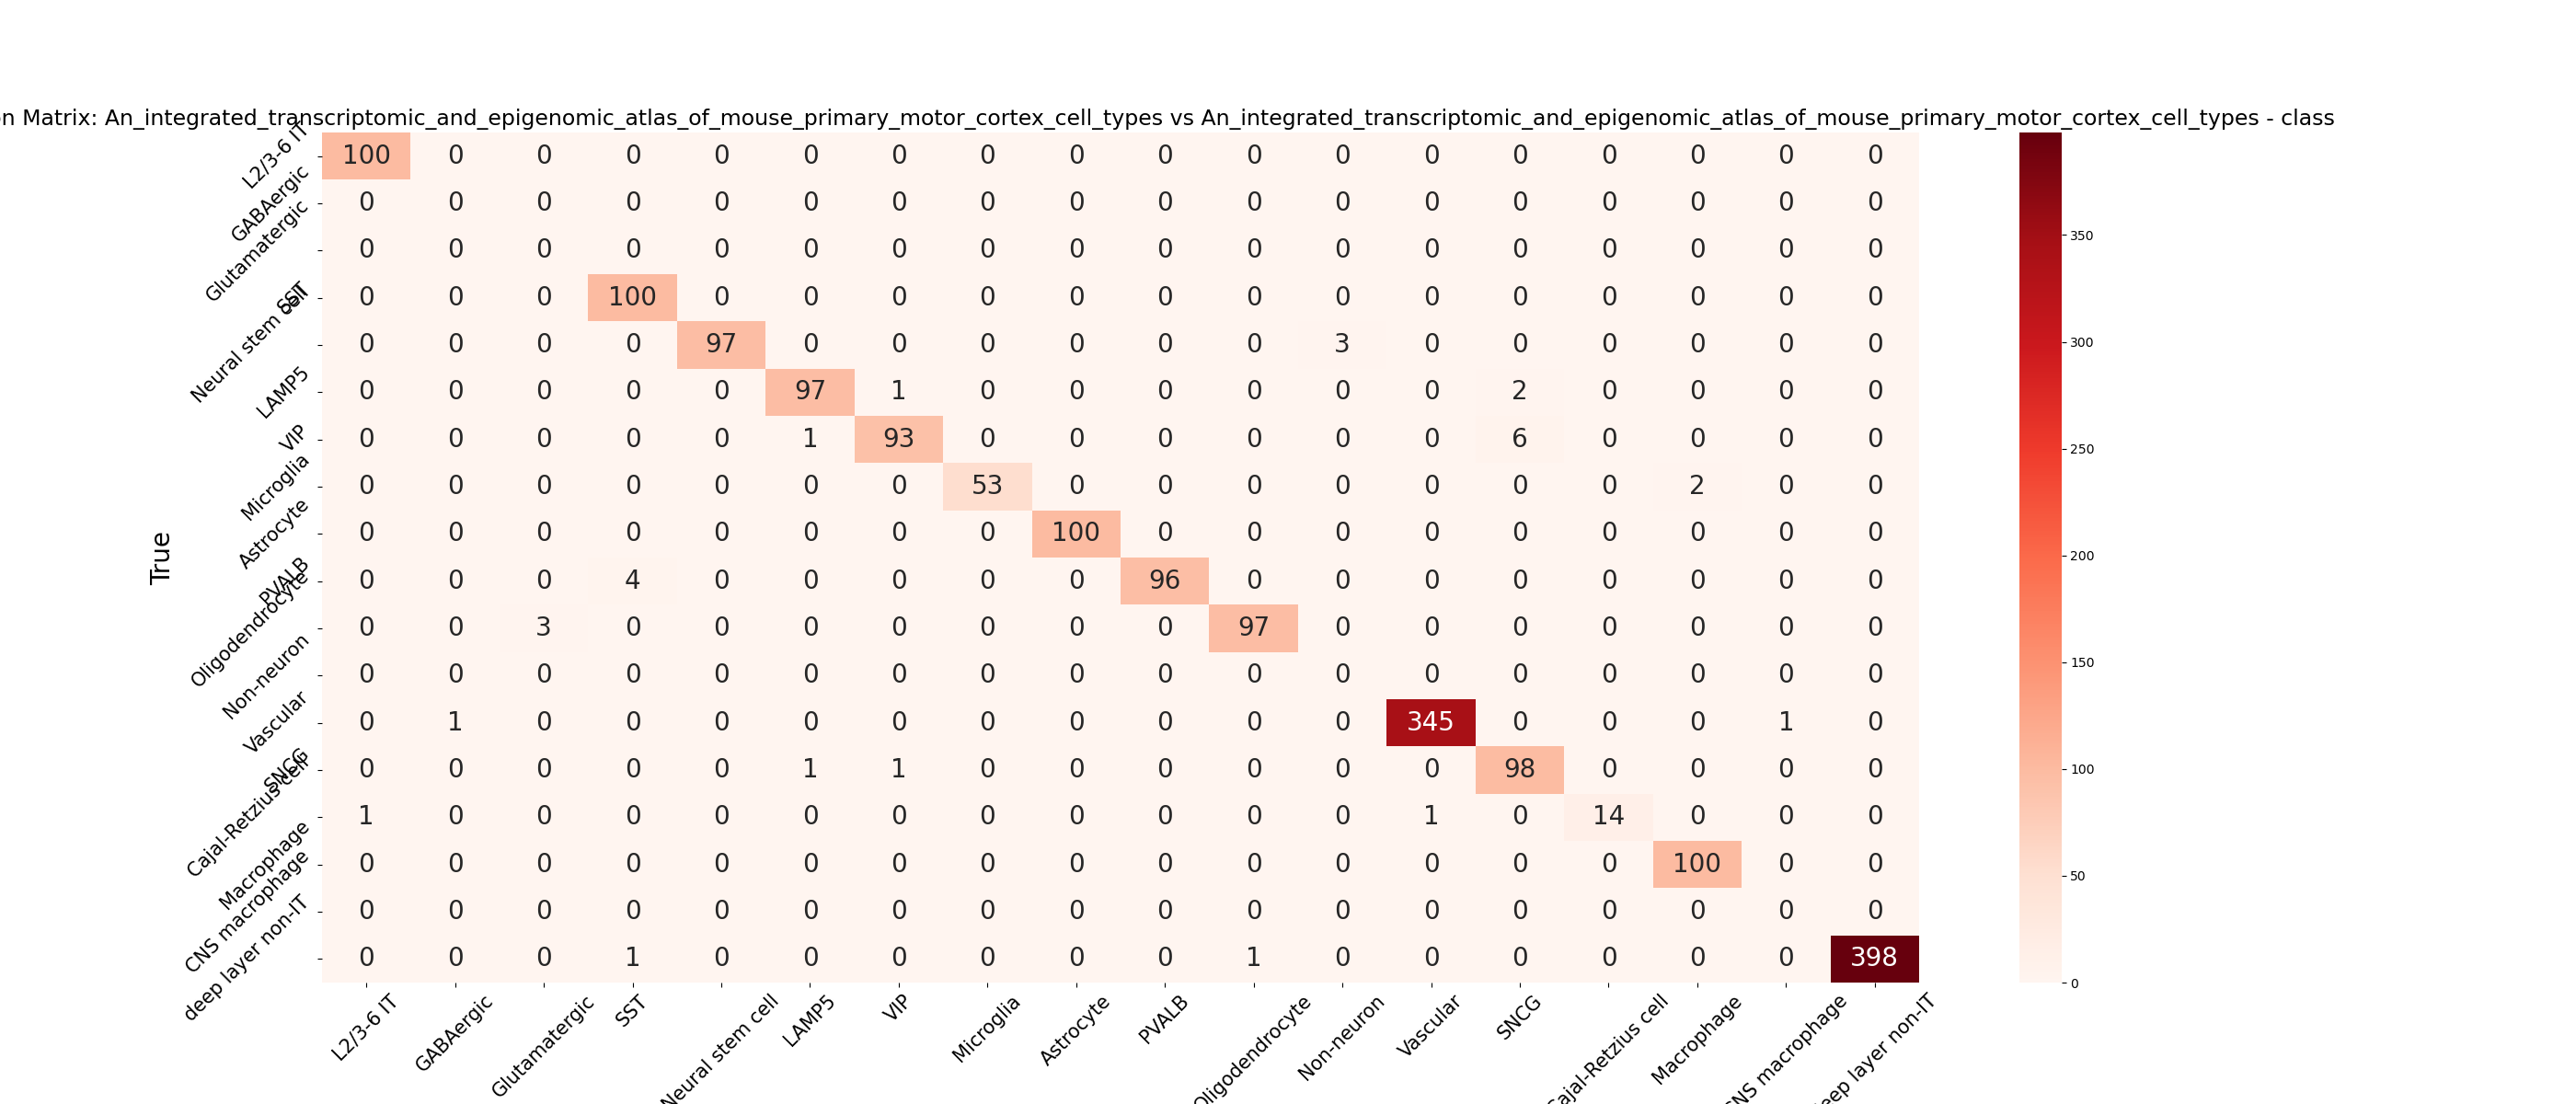 n Matrix: An_integrated_transcriptomic_and_epigenomic_atlas_of_mouse_primary_motor_cortex_cell_types vs An_integrated_transcriptomic_and_epigenomic_atlas_of_mouse_primary_motor_cortex_cell_types - class
True
L2/3-6 IT 100 0 0 0 0 0 0 0 0 0 0 0 0 0 0 0 0 0
GABAergic 0 0 0 0 0 0 0 0 0 0 0 0 0 0 0 0 0 0
Glutamatergic 0 0 0 0 0 0 0 0 0 0 0 0 0 0 0 0 0 0
SST 0 0 0 100 0 0 0 0 0 0 0 0 0 0 0 0 0 0
Neural stem cell 0 0 0 0 97 0 0 0 0 0 0 3 0 0 0 0 0 0
LAMP5 0 0 0 0 0 97 1 0 0 0 0 0 0 2 0 0 0 0
VIP 0 0 0 0 0 1 93 0 0 0 0 0 0 6 0 0 0 0
Microglia 0 0 0 0 0 0 0 53 0 0 0 0 0 0 0 2 0 0
Astrocyte 0 0 0 0 0 0 0 0 100 0 0 0 0 0 0 0 0 0
PVALB 0 0 0 4 0 0 0 0 0 96 0 0 0 0 0 0 0 0
Oligodendrocyte 0 0 3 0 0 0 0 0 0 0 97 0 0 0 0 0 0 0
Non-neuron 0 0 0 0 0 0 0 0 0 0 0 0 0 0 0 0 0 0
Vascular 0 1 0 0 0 0 0 0 0 0 0 0 345 0 0 0 1 0
SNCG 0 0 0 0 0 1 1 0 0 0 0 0 0 98 0 0 0 0
Cajal-Retzius cell 1 0 0 0 0 0 0 0 0 0 0 0 1 0 14 0 0 0
Macrophage 0 0 0 0 0 0 0 0 0 0 0 0 0 0 0 100 0 0
CNS macrophage 0 0 0 0 0 0 0 0 0 0 0 0 0 0 0 0 0 0
deep layer non-IT 0 0 0 1 0 0 0 0 0 0 1 0 0 0 0 0 0 398
L2/3-6 IT
GABAergic
Glutamatergic
SST
Neural stem cell
LAMP5
VIP
Microglia
Astrocyte
PVALB
Oligodendrocyte
Non-neuron
Vascular
SNCG
Cajal-Retzius cell
Macrophage
CNS macrophage
eep layer non-IT
350
300
250
200
150
100
50
0